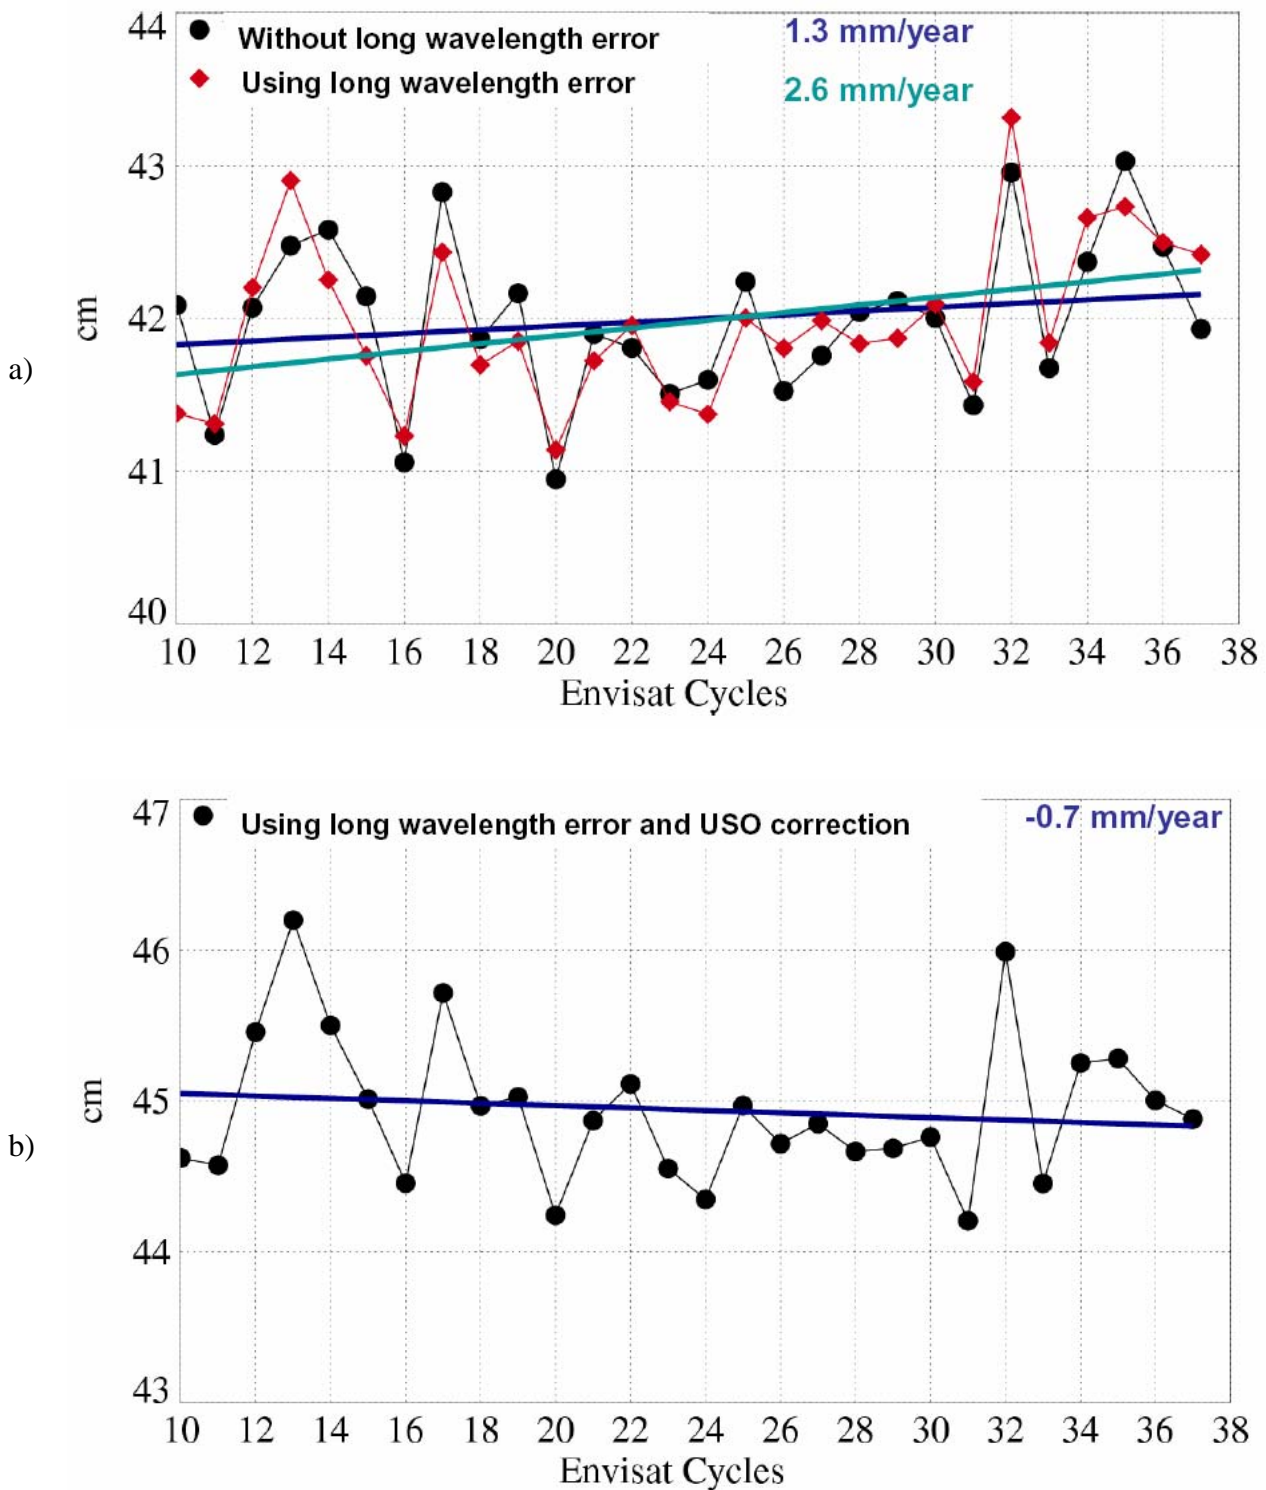 44
Without long wavelength error
1.3 mm/year
Using long wavelength error
2.6 mm/year
43
42
cm
a)
41
40
10 12 14 16 18 20 22 24 26 28 30 32 34 36 38
Envisat Cycles
47
Using long wavelength error and USO correction
-0.7 mm/year
46
45
cm
b)
44
43
10 12 14 16 18 20 22 24 26 28 30 32 34 36 38
Envisat Cycles